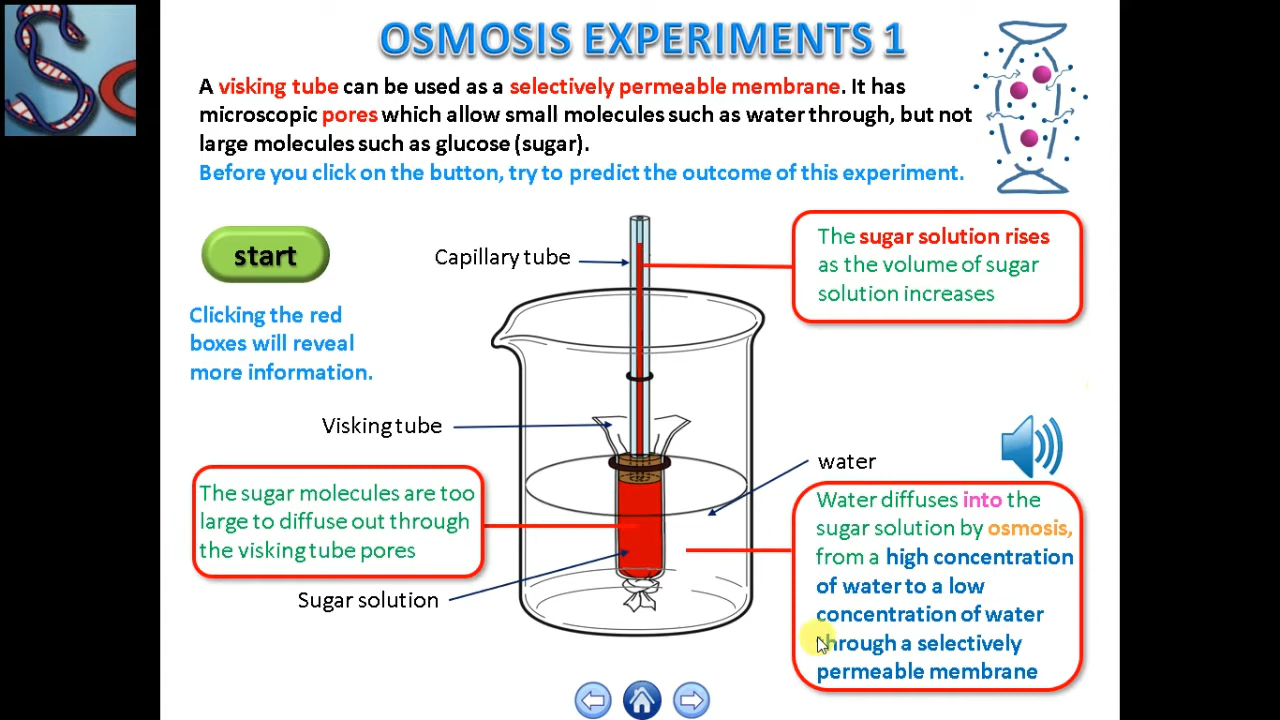 OSMOSIS EXPERIMENTS 1
A visking tube can be used as a selectively permeable membrane. It has
microscopic pores which allow small molecules such as water through, but not
large molecules such as glucose (sugar).
Before you click on the button, try to predict the outcome of this experiment.
start
Clicking the red
boxes will reveal
more information.
Capillary tube
The sugar solution rises
as the volume of sugar
solution increases
Visking tube
water
The sugar molecules are too
large to diffuse out through
the visking tube pores
Sugar solution
Water diffuses into the
sugar solution by osmosis,
from a high concentration
of water to a low
concentration of water
through a selectively
permeable membrane